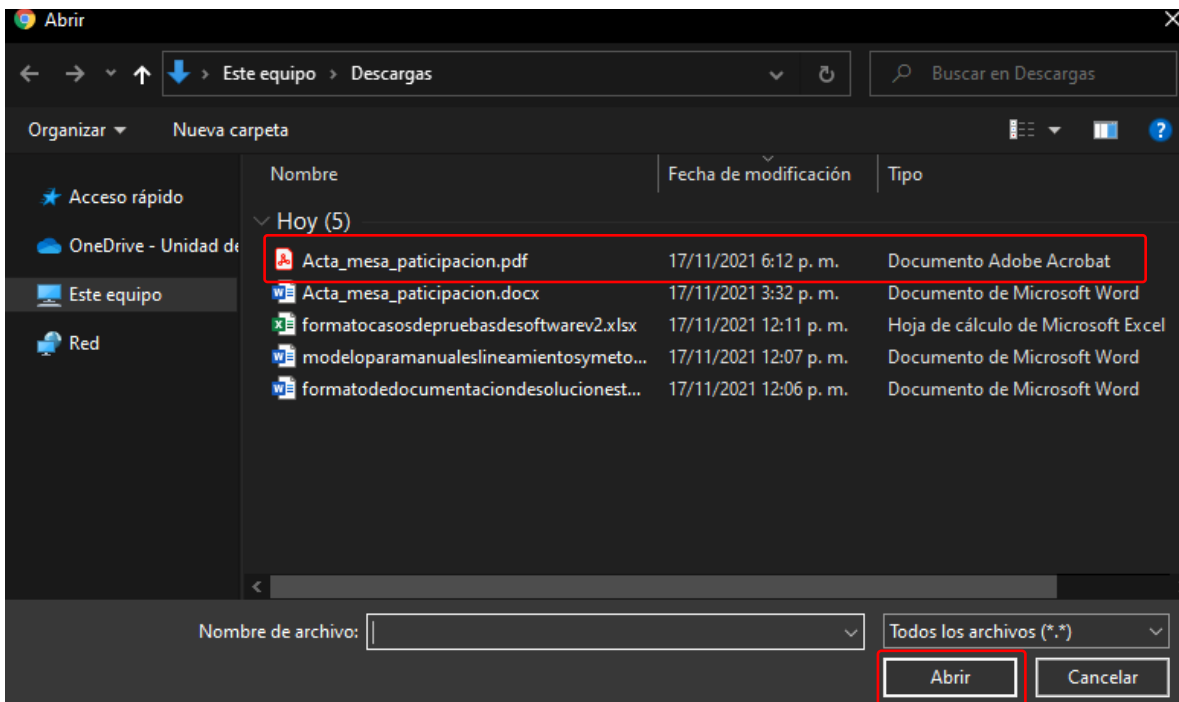 Abrir
Este equipo > Descargas
Buscar en Descargas
Organizar
Nueva carpeta
Nombre
Fecha de modificación
Tipo
Acceso rápido
OneDrive - Unidad de
Este equipo
Red
Hoy (5)
Acta_mesa_paticipacion.pdf 17/11/2021 6:12 p. m. Documento Adobe Acrobat
Acta_mesa_paticipacion.docx 17/11/2021 3:32 p. m. Documento de Microsoft Word
formatocasosdepruebasdesoftwarev2.xlsx 17/11/2021 12:11 p. m. Hoja de cálculo de Microsoft Excel
modeloparamanualeslineamientosymeto... 17/11/2021 12:07 p. m. Documento de Microsoft Word
formatodedocumentaciondesolucionest... 17/11/2021 12:06 p. m. Documento de Microsoft Word
Nombre de archivo:
Todos los archivos (*.*)
Abrir
Cancelar